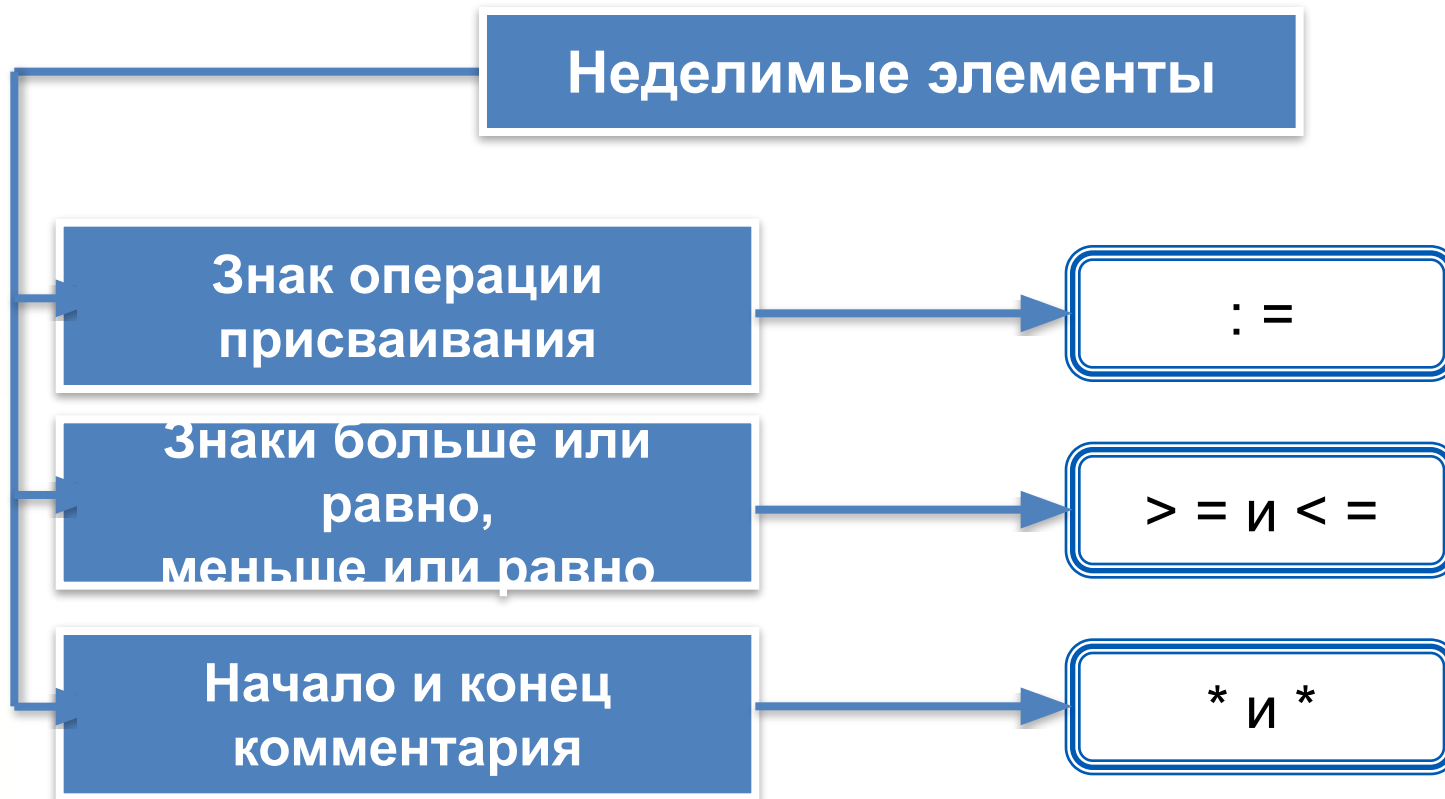 Неделимые элементы
Знак операции
присваивания
: =
Знаки больше или
равно,
меньше или равно
> = и < =
Начало и конец
комментария
* и *